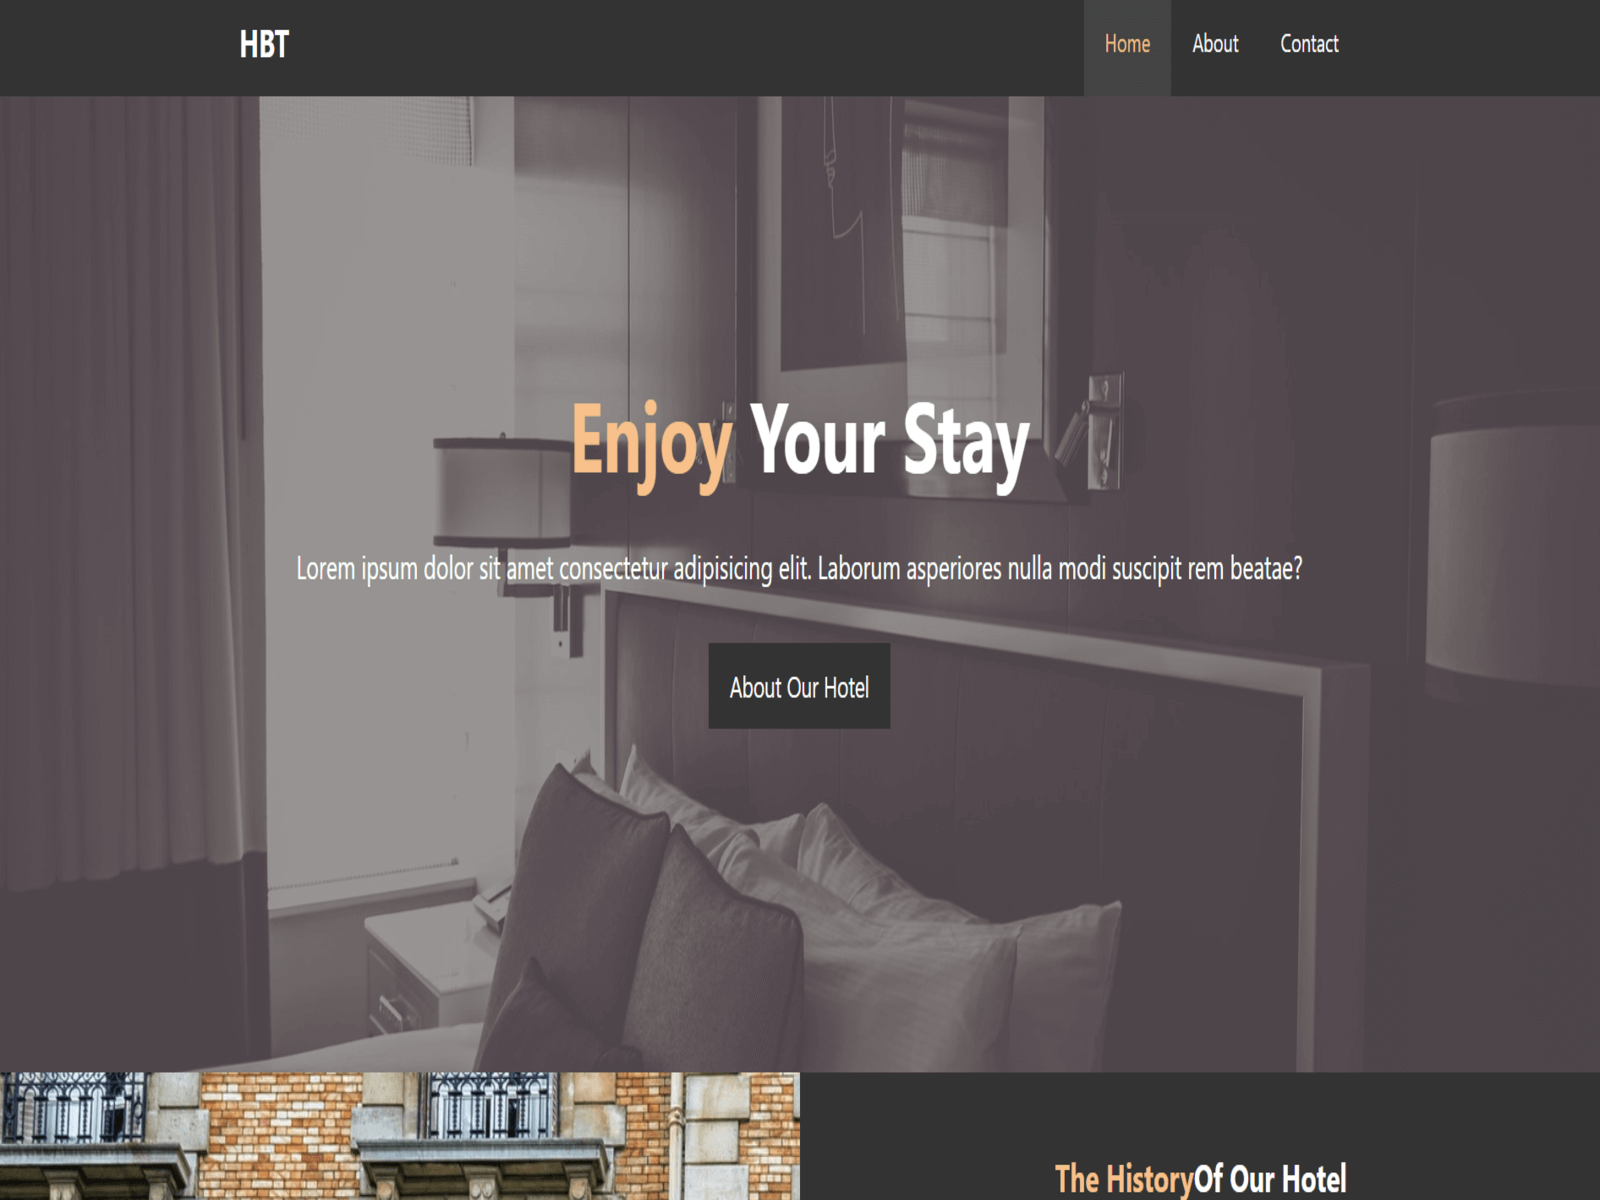 HBT
Home About Contact
Enjoy Your Stay
Lorem ipsum dolor sit amet consectetur adipisicing elit. Laborum asperiores nulla modi suscipit rem beatae?
About Our Hotel
The HistoryOf Our Hotel